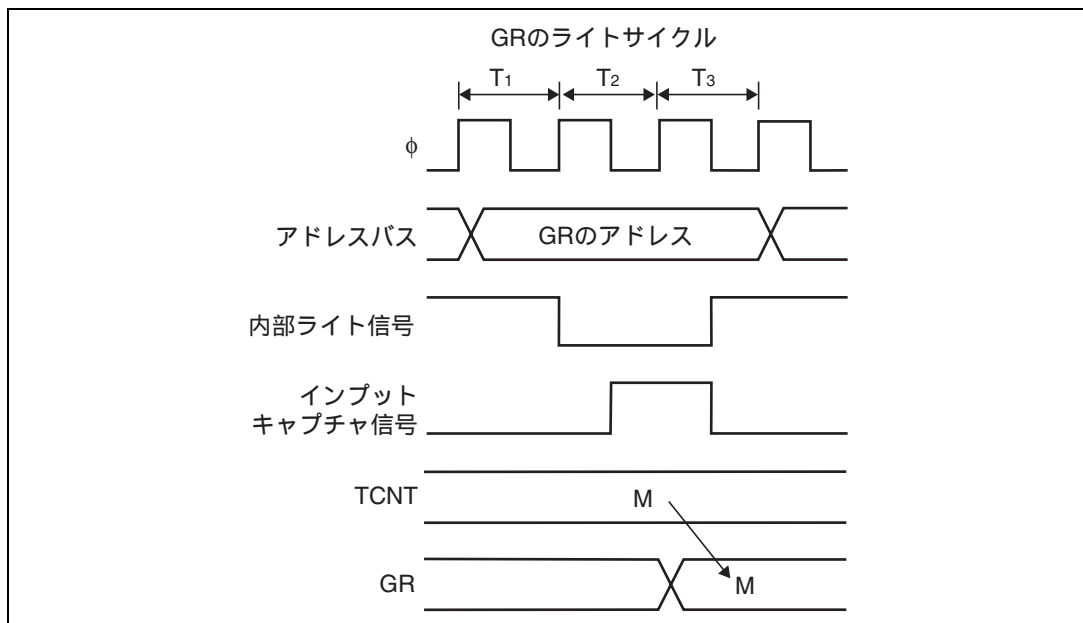 GRのライトサイクル
T1 T2 T3
φ
アドレスバス GRのアドレス
内部ライト信号
インプット
キャプチャ信号
TCNT M
GR M